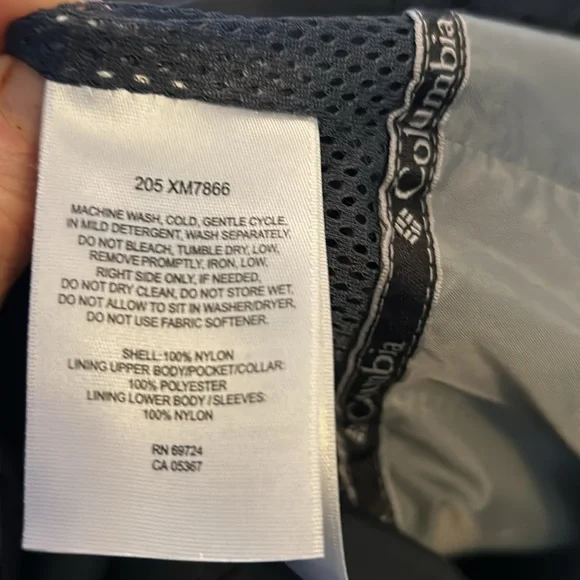 205 XM7866
MACHINE WASH, COLD, GENTLE CYCLE,
IN MILD DETERGENT, WASH SEPARATELY,
DO NOT BLEACH, TUMBLE DRY, LOW,
REMOVE PROMPTLY, IRON, LOW,
RIGHT SIDE ONLY, IF NEEDED,
DO NOT DRY CLEAN, DO NOT STORE WET.
DO NOT ALLOW TO SIT IN WASHER/DRYER,
DO NOT USE FABRIC SOFTENER.
SHELL:100% NYLON
LINING UPPER BODY/POCKET/COLLAR:
100% POLYESTER
LINING LOWER BODY/SLEEVES:
100% NYLON
RN 69724
CA 05367
Columbia
Columbia